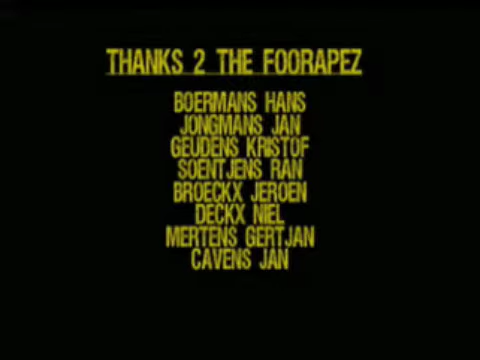 THANKS 2 THE FOORAPEZ
BOERMANS HANS
JONGMANS JAN
GEUDENS KRISTOF
SOENTJENS RAN
BROECKX JEROEN
DECKX NIEL
MERTENS GERTJAN
CAVENS JAN